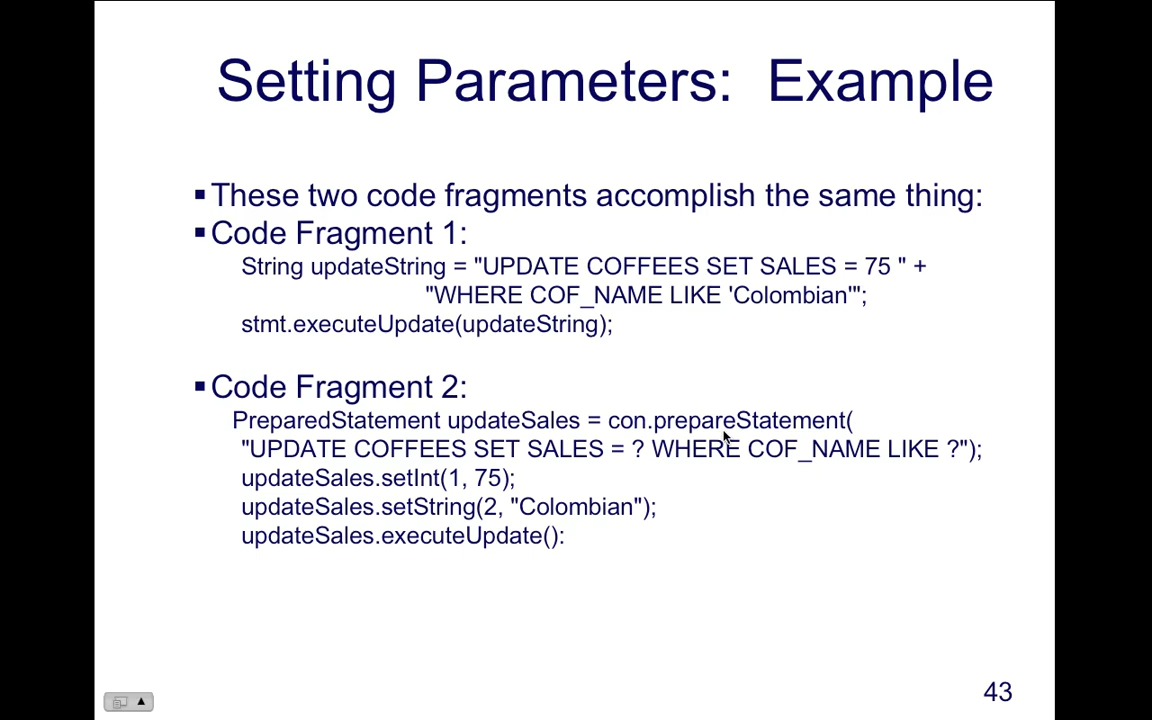 Setting Parameters: Example
▪These two code fragments accomplish the same thing:
▪Code Fragment 1:
String updateString = "UPDATE COFFEES SET SALES = 75 " +
"WHERE COF_NAME LIKE 'Colombian'";
stmt.executeUpdate(updateString);
▪Code Fragment 2:
PreparedStatement updateSales = con.prepareStatement(
"UPDATE COFFEES SET SALES = ? WHERE COF_NAME LIKE ?");
updateSales.setInt(1, 75);
updateSales.setString(2, "Colombian");
updateSales.executeUpdate():
43